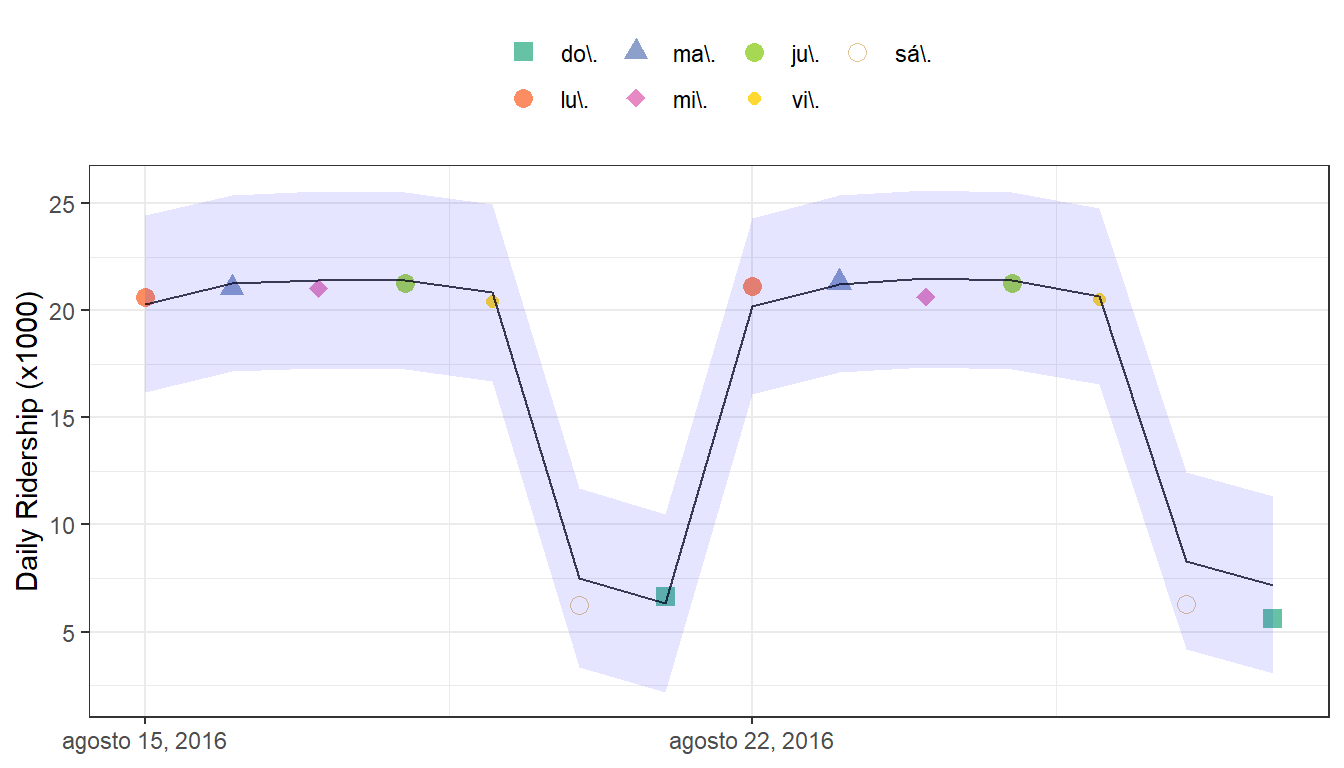 do\. ma\. ju\. sá\.
lu\. mi\. vi\.
25
20
15
10
5
Daily Ridership (x1000)
agosto 15, 2016 agosto 22, 2016